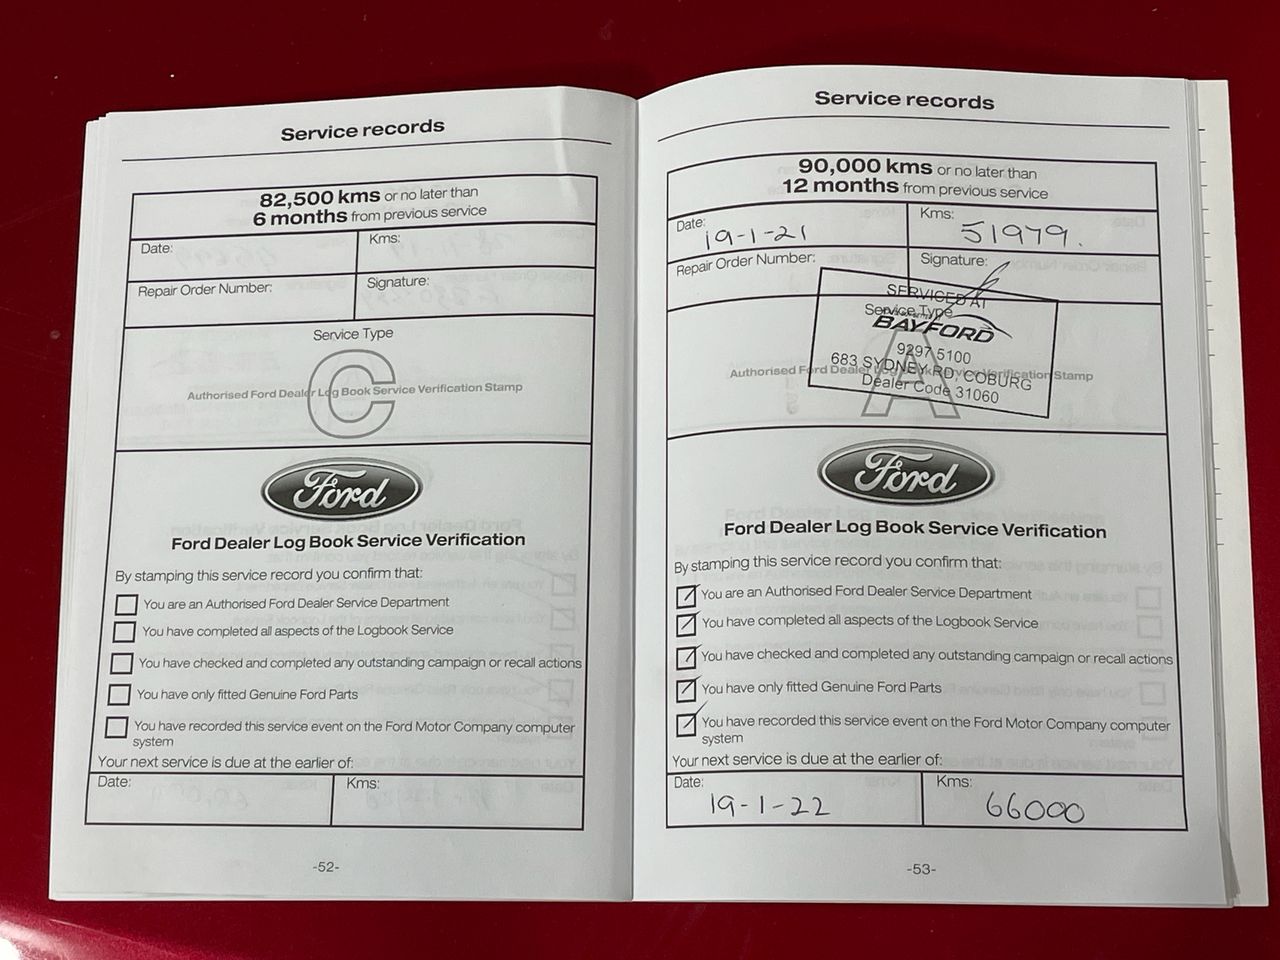 Service records
82,500 kms or no later than
6 months from previous service
Date:
Kms:
Repair Order Number:
Signature:
Service Type
C
Authorised Ford Dealer Log Book Service Verification Stamp
Ford
Ford Dealer Log Book Service Verification
By stamping this service record you confirm that:
You are an Authorised Ford Dealer Service Department
You have completed all aspects of the Logbook Service
You have checked and completed any outstanding campaign or recall actions
You have only fitted Genuine Ford Parts
You have recorded this service event on the Ford Motor Company computer
system
Your next service is due at the earlier of:
Date:
Kms:
-52-
Service records
90,000 kms or no later than
12 months from previous service
Date: 19-1-21
Kms: 51979.
Repair Order Number:
Signature:
SERVICED AT
Service Type
BAYFORD
9297 5100
683 SYDNEY RD, COBURG
Dealer Code 31060
A
Authorised Ford Dealer Log Book Service Verification Stamp
Ford
Ford Dealer Log Book Service Verification
By stamping this service record you confirm that:
You are an Authorised Ford Dealer Service Department
You have completed all aspects of the Logbook Service
You have checked and completed any outstanding campaign or recall actions
You have only fitted Genuine Ford Parts
You have recorded this service event on the Ford Motor Company computer
system
Your next service is due at the earlier of:
Date: 19-1-22
Kms: 66000
-53-